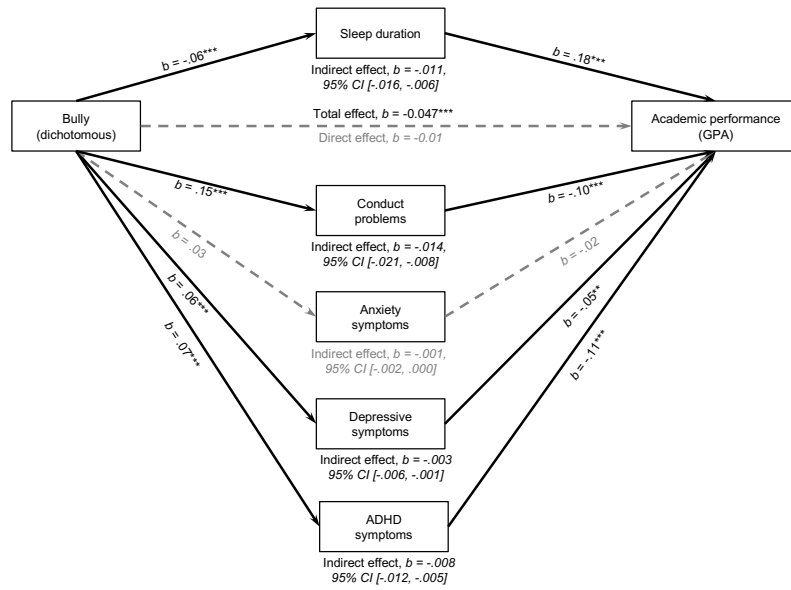 Sleep duration
b = -.06***
b = .18***
Indirect effect, b = -.011,
95% CI [-.016, -.006]
Bully
(dichotomous)
Total effect, b = -0.047***
Direct effect, b = -0.01
Academic performance
(GPA)
b = .15***
Conduct
problems
b = -.10***
Indirect effect, b = -.014,
95% CI [-.021, -.008]
b = .03
b = -.02
Anxiety
symptoms
Indirect effect, b = -.001,
95% CI [-.002, .000]
b = .06***
b = -.05**
b = .07***
b = -.11***
Depressive
symptoms
Indirect effect, b = -.003
95% CI [-.006, -.001]
ADHD
symptoms
Indirect effect, b = -.008
95% CI [-.012, -.005]